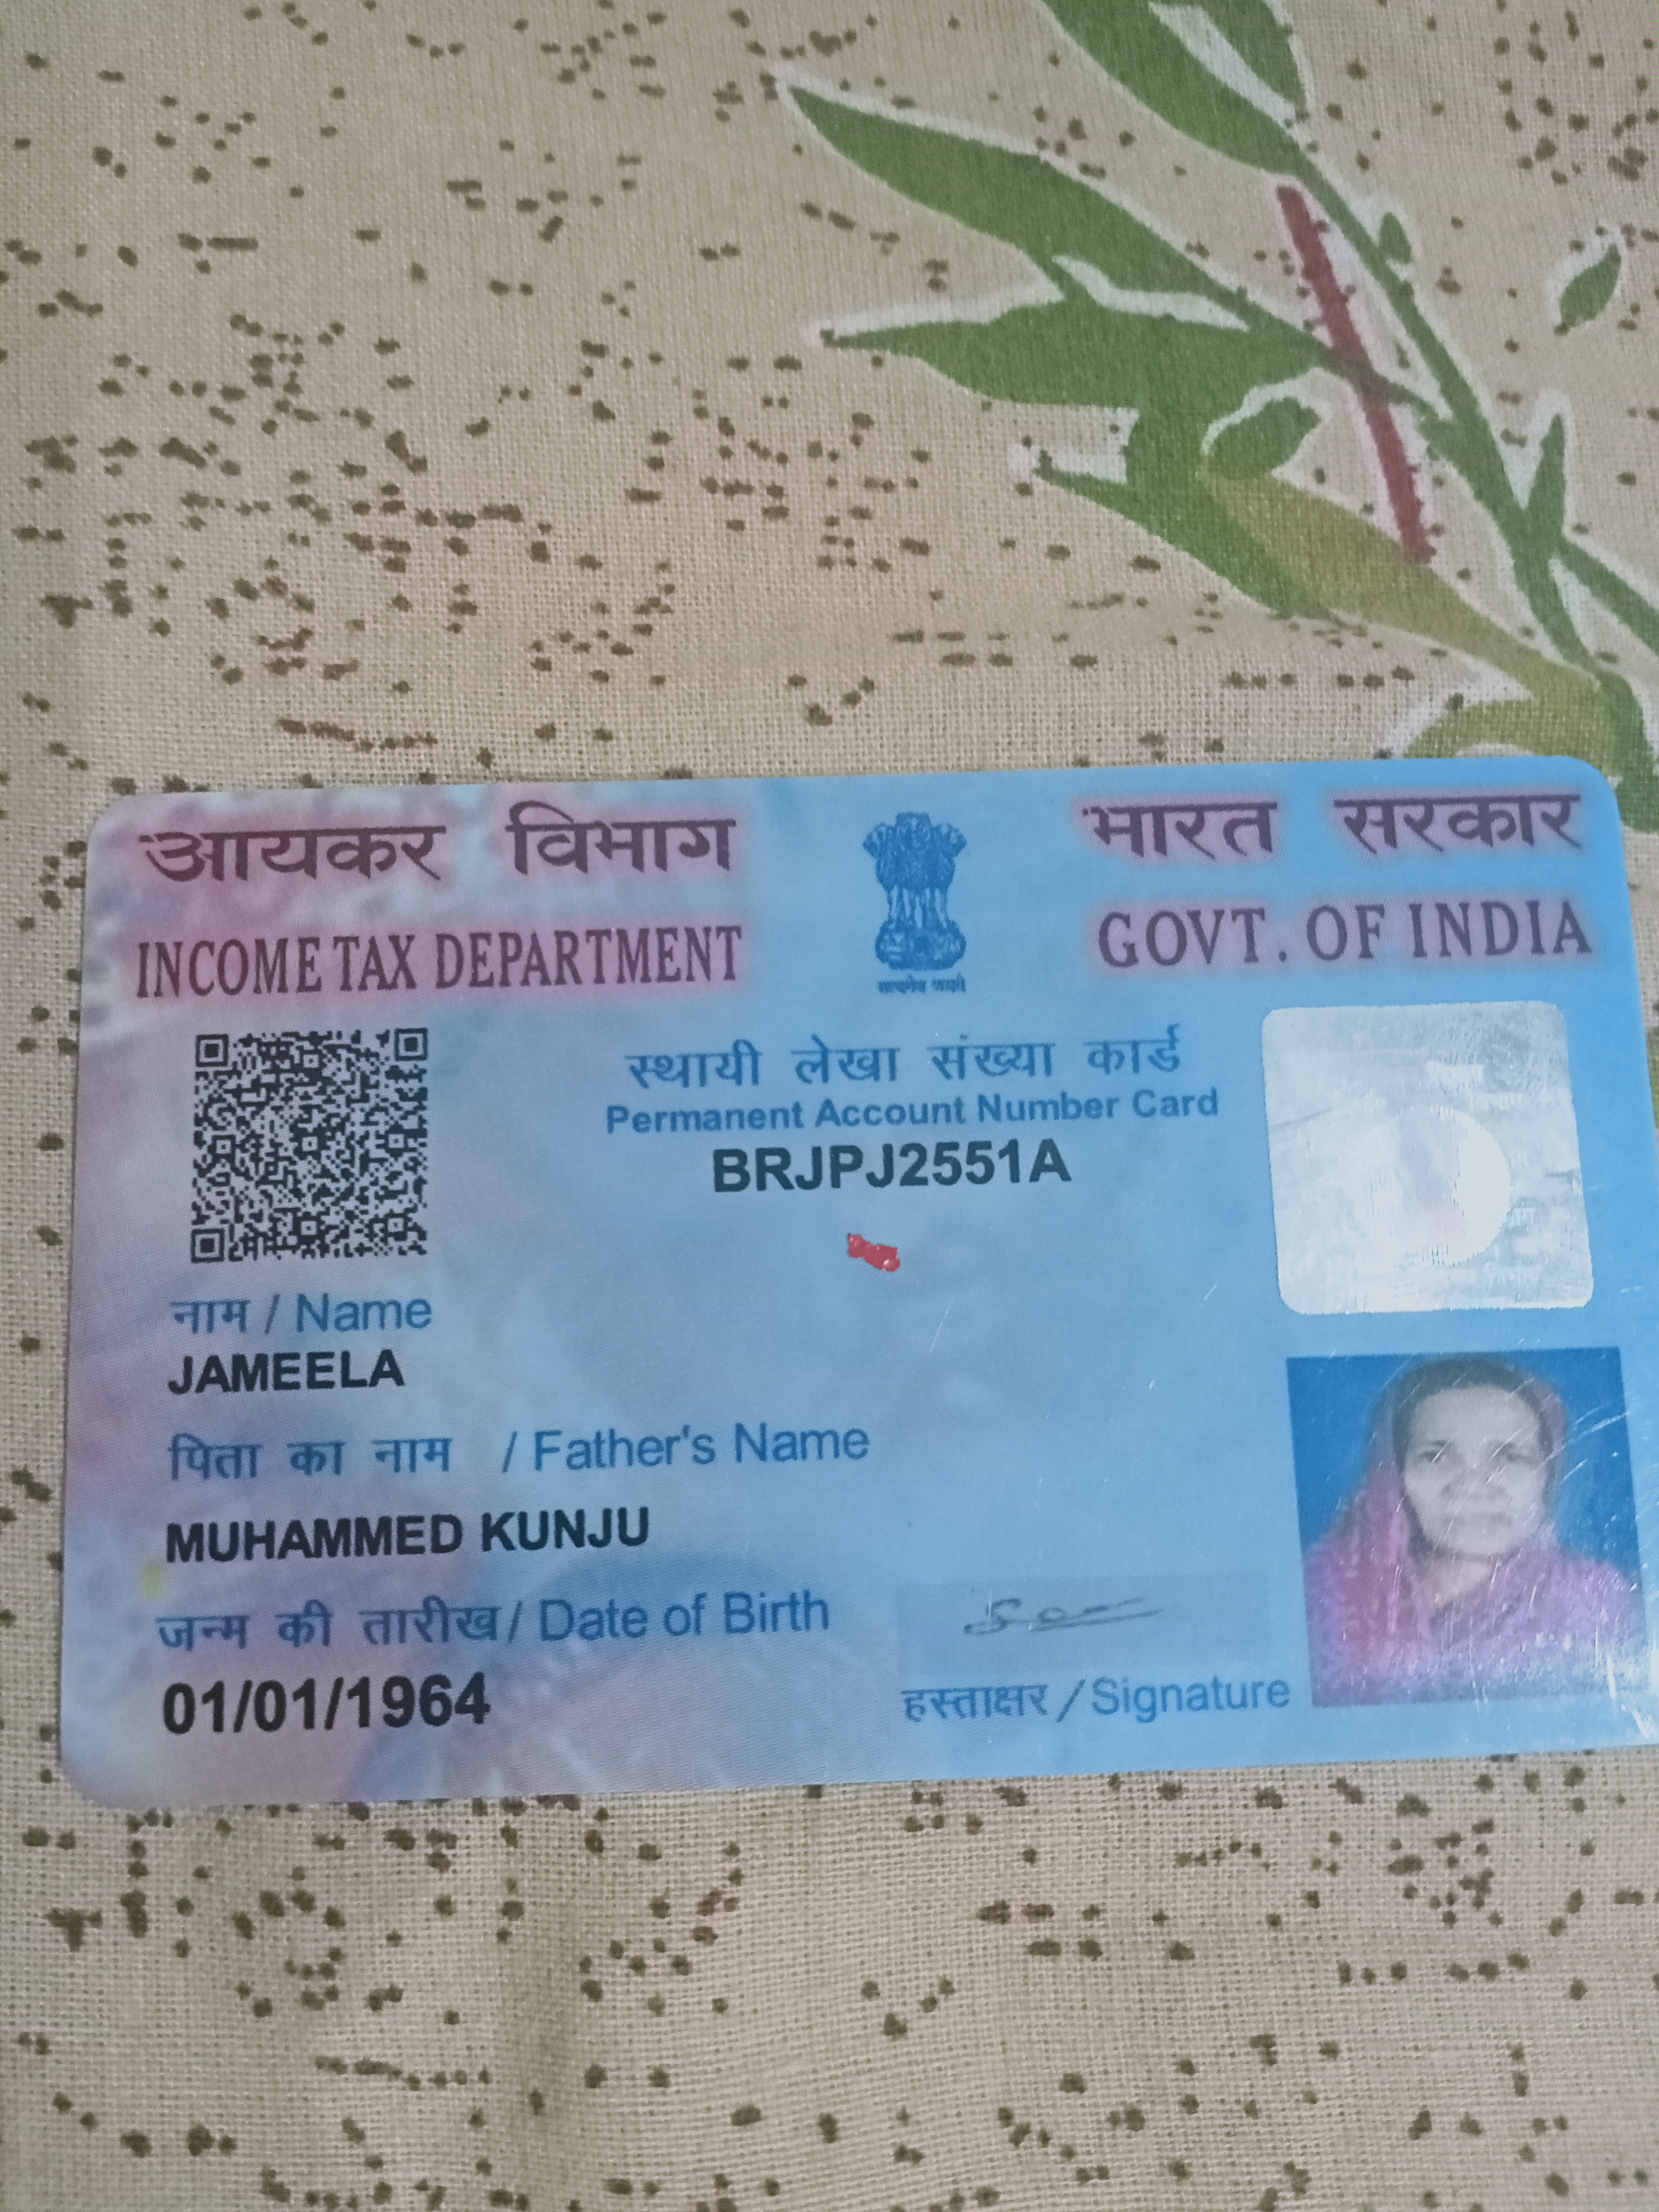 आयकर विभाग
INCOME TAX DEPARTMENT
भारत सरकार
GOVT. OF INDIA
सत्यमेव जयते
स्थायी लेखा संख्या कार्ड
Permanent Account Number Card
BRJPJ2551A
नाम / Name
JAMEELA
पिता का नाम / Father's Name
MUHAMMED KUNJU
जन्म की तारीख / Date of Birth
01/01/1964
हस्ताक्षर / Signature